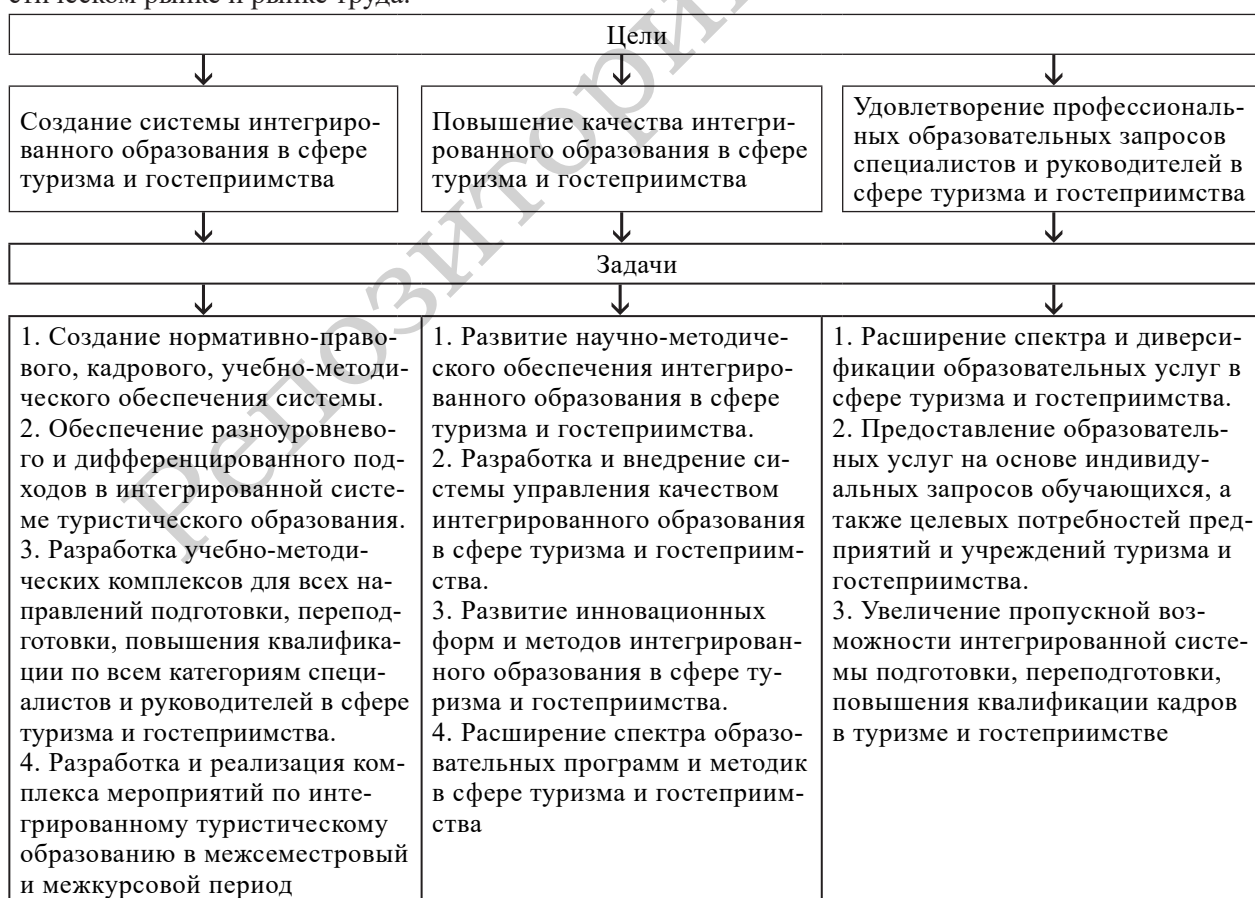 стическом рынке и рынке труда.
Цели
Создание системы интегриро-
ванного образования в сфере
туризма и гостеприимства
Повышение качества интегри-
рованного образования в сфере
туризма и гостеприимства
Удовлетворение профессиональ-
ных образовательных запросов
специалистов и руководителей в
сфере туризма и гостеприимства
Задачи
1. Создание нормативно-право-
вого, кадрового, учебно-методи-
ческого обеспечения системы.
2. Обеспечение разноуровнево-
го и дифференцированного под-
ходов в интегрированной систе-
ме туристического образования.
3. Разработка учебно-методи-
ческих комплексов для всех на-
правлений подготовки, перепод-
готовки, повышения квалифика-
ции по всем категориям специ-
алистов и руководителей в сфере
туризма и гостеприимства.
4. Разработка и реализация ком-
плекса мероприятий по инте-
грированному туристическому
образованию в межсеместровый
и межкурсовой период
1. Развитие научно-методиче-
ского обеспечения интегриро-
ванного образования в сфере
туризма и гостеприимства.
2. Разработка и внедрение си-
стемы управления качеством
интегрированного образования
в сфере туризма и гостеприим-
ства.
3. Развитие инновационных
форм и методов интегрирован-
ного образования в сфере ту-
ризма и гостеприимства.
4. Расширение спектра образо-
вательных программ и методик
в сфере туризма и гостеприим-
ства
1. Расширение спектра и диверси-
фикации образовательных услуг в
сфере туризма и гостеприимства.
2. Предоставление образователь-
ных услуг на основе индивиду-
альных запросов обучающихся, а
также целевых потребностей пред-
приятий и учреждений туризма и
гостеприимства.
3. Увеличение пропускной воз-
можности интегрированной систе-
мы подготовки, переподготовки,
повышения квалификации кадров
в туризме и гостеприимстве